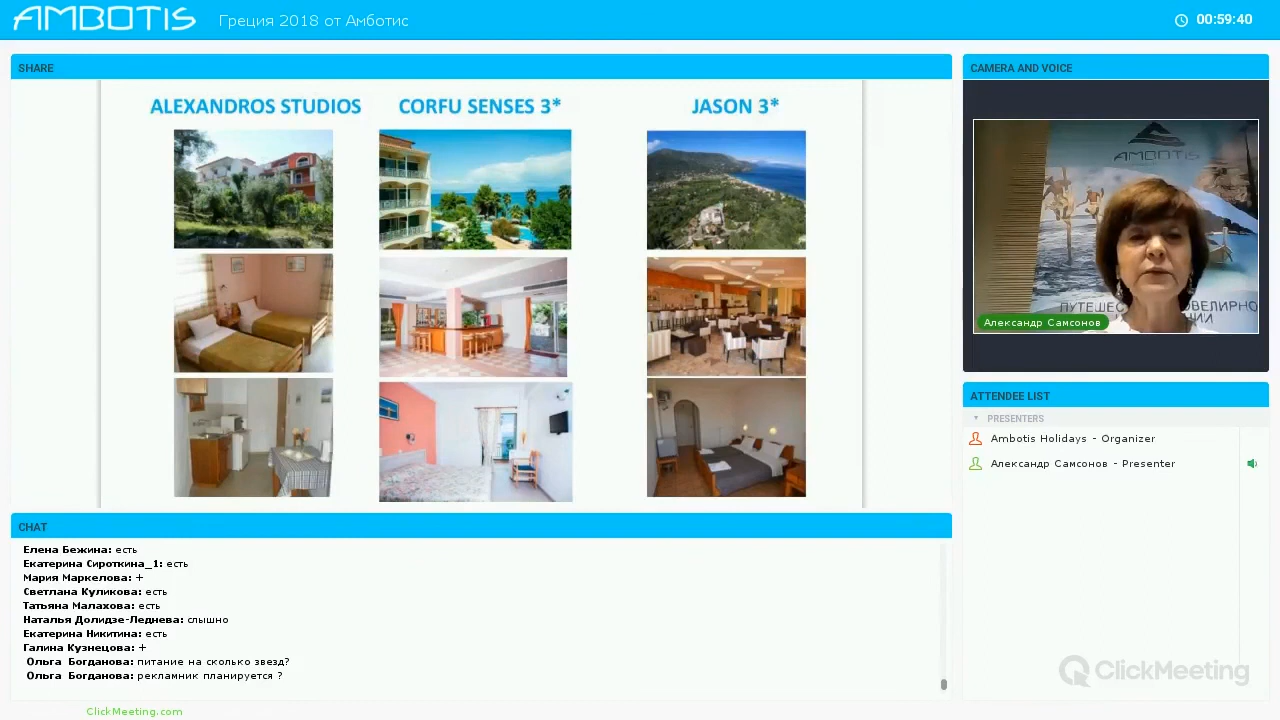 AMBOTIS
Греция 2018 от Амботис
00:59:40
SHARE
ALEXANDROS STUDIOS
CORFU SENSES 3*
JASON 3*
CAMERA AND VOICE
AMBOTIS
Александр Самсонов
ATTENDEE LIST
PRESENTERS
Ambotis Holidays - Organizer
Александр Самсонов - Presenter
CHAT
Елена Бежина: есть
Екатерина Сироткина_1: есть
Мария Маркелова: +
Светлана Куликова: есть
Татьяна Малахова: есть
Наталья Долидзе-Леднева: слышно
Екатерина Никитина: есть
Галина Кузнецова: +
Ольга Богданова: питание на сколько звезд?
Ольга Богданова: рекламник планируется ?
ClickMeeting
ClickMeeting.com